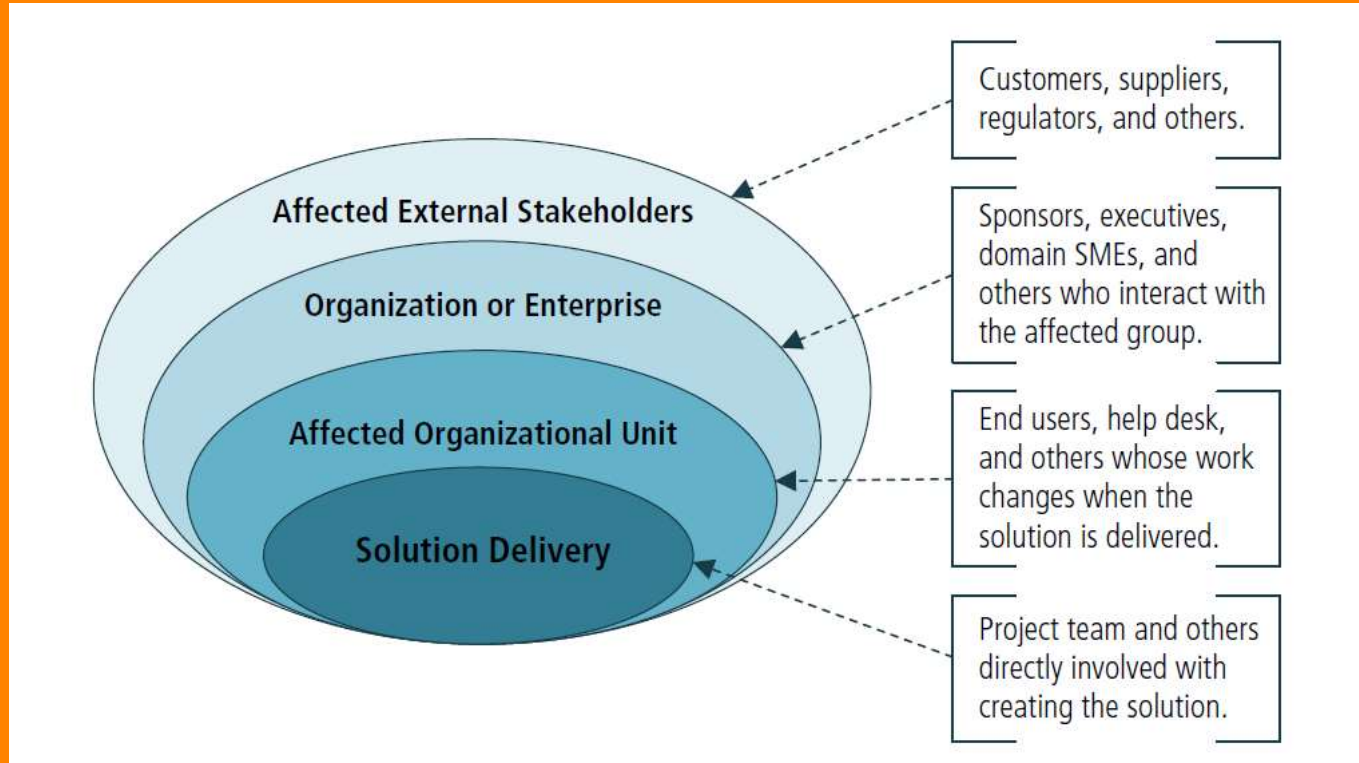 Affected External Stakeholders
Organization or Enterprise
Affected Organizational Unit
Solution Delivery
Customers, suppliers,
regulators, and others.
Sponsors, executives,
domain SMEs, and
others who interact with
the affected group.
End users, help desk,
and others whose work
changes when the
solution is delivered.
Project team and others
directly involved with
creating the solution.